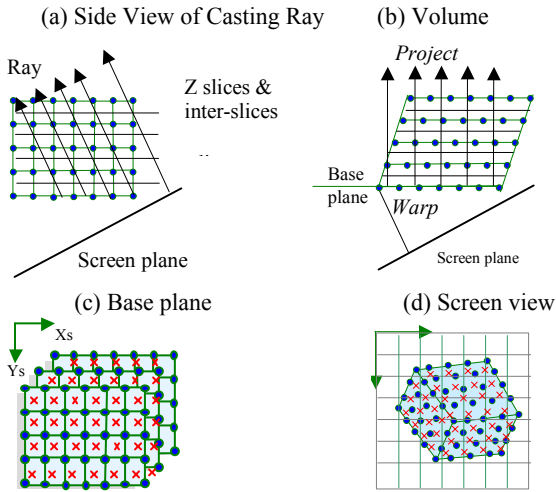 (a) Side View of Casting Ray
Ray
Z slices &
inter-slices
..
Screen plane
(b) Volume
Project
Base
plane
Warp
Screen plane
(c) Base plane
Xs
Ys
(d) Screen view